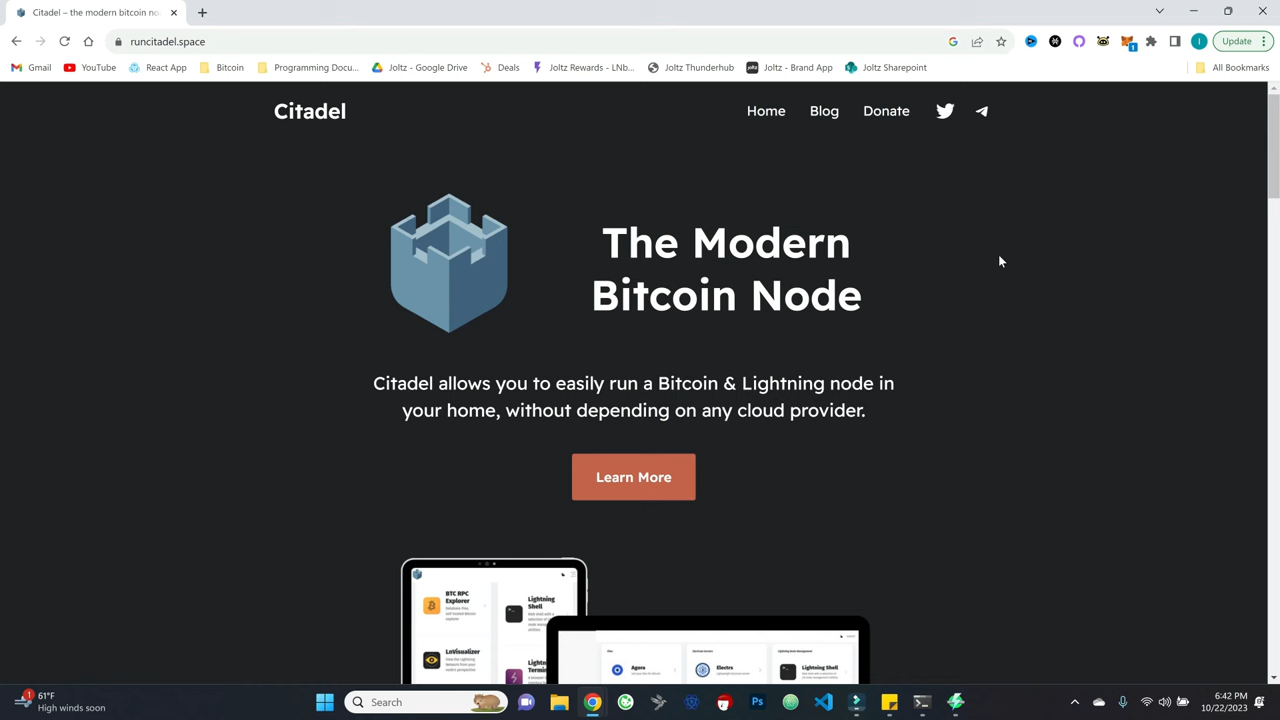 Citadel – the modern bitcoin no
runcitadel.space
Update
Gmail
YouTube
React App
Bitcoin
Programming Docu...
Joltz - Google Drive
Deals
Joltz Rewards - LNb...
Joltz Thunderhub
Joltz - Brand App
Joltz Sharepoint
All Bookmarks
Citadel
Home
Blog
Donate
The Modern
Bitcoin Node
Citadel allows you to easily run a Bitcoin & Lightning node in
your home, without depending on any cloud provider.
Learn More
BTC RPC
Explorer
Lightning
Shell
LnVisualizer
Lightning
Agora
Electrs
Lightning Shell
61°F
High winds soon
Search
6:42 PM
10/22/2023